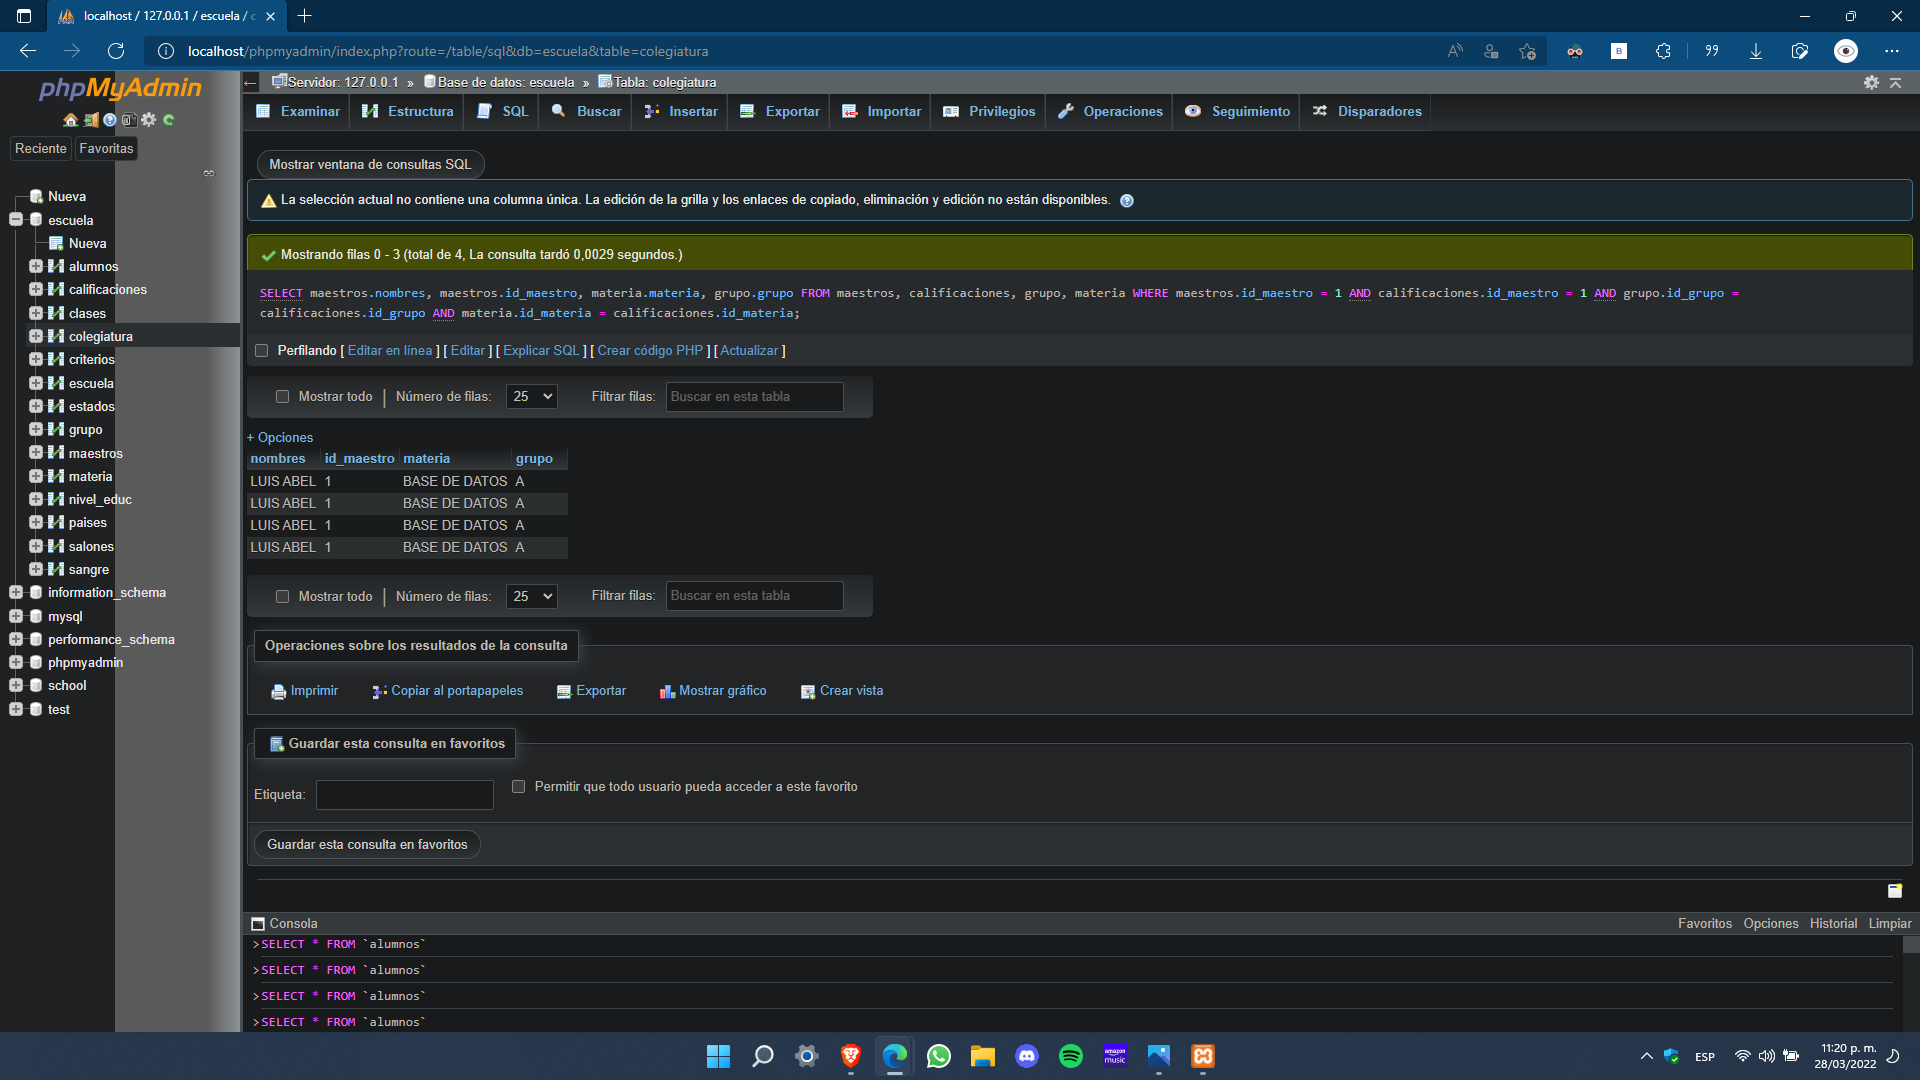 localhost / 127.0.0.1 / escuela / c
localhost/phpmyadmin/index.php?route=/table/sql&db=escuela&table=colegiatura
phpMyAdmin
Reciente
Favoritas
Nueva
escuela
Nueva
alumnos
calificaciones
clases
colegiatura
criterios
escuela
estados
grupo
maestros
materia
nivel_educ
paises
salones
sangre
information_schema
mysql
performance_schema
phpmyadmin
school
test
Servidor: 127.0.0.1 » Base de datos: escuela » Tabla: colegiatura
Examinar Estructura SQL Buscar Insertar Exportar Importar Privilegios Operaciones Seguimiento Disparadores
Mostrar ventana de consultas SQL
La selección actual no contiene una columna única. La edición de la grilla y los enlaces de copiado, eliminación y edición no están disponibles.
Mostrando filas 0 - 3 (total de 4, La consulta tardó 0,0029 segundos.)
SELECT maestros.nombres, maestros.id_maestro, materia.materia, grupo.grupo FROM maestros, calificaciones, grupo, materia WHERE maestros.id_maestro = 1 AND calificaciones.id_maestro = 1 AND grupo.id_grupo =
calificaciones.id_grupo AND materia.id_materia = calificaciones.id_materia;
Perfilando [ Editar en línea ] [ Editar ] [ Explicar SQL ] [ Crear código PHP ] [ Actualizar ]
Mostrar todo | Número de filas: 25 Filtrar filas: Buscar en esta tabla
+ Opciones
nombres id_maestro materia grupo
LUIS ABEL 1 BASE DE DATOS A
LUIS ABEL 1 BASE DE DATOS A
LUIS ABEL 1 BASE DE DATOS A
LUIS ABEL 1 BASE DE DATOS A
Mostrar todo | Número de filas: 25 Filtrar filas: Buscar en esta tabla
Operaciones sobre los resultados de la consulta
Imprimir Copiar al portapapeles Exportar Mostrar gráfico Crear vista
Guardar esta consulta en favoritos
Etiqueta: Permitir que todo usuario pueda acceder a este favorito
Guardar esta consulta en favoritos
Consola Favoritos Opciones Historial Limpiar
>SELECT * FROM `alumnos`
>SELECT * FROM `alumnos`
>SELECT * FROM `alumnos`
>SELECT * FROM `alumnos`
amazon music
ESP
11:20 p. m.
28/03/2022